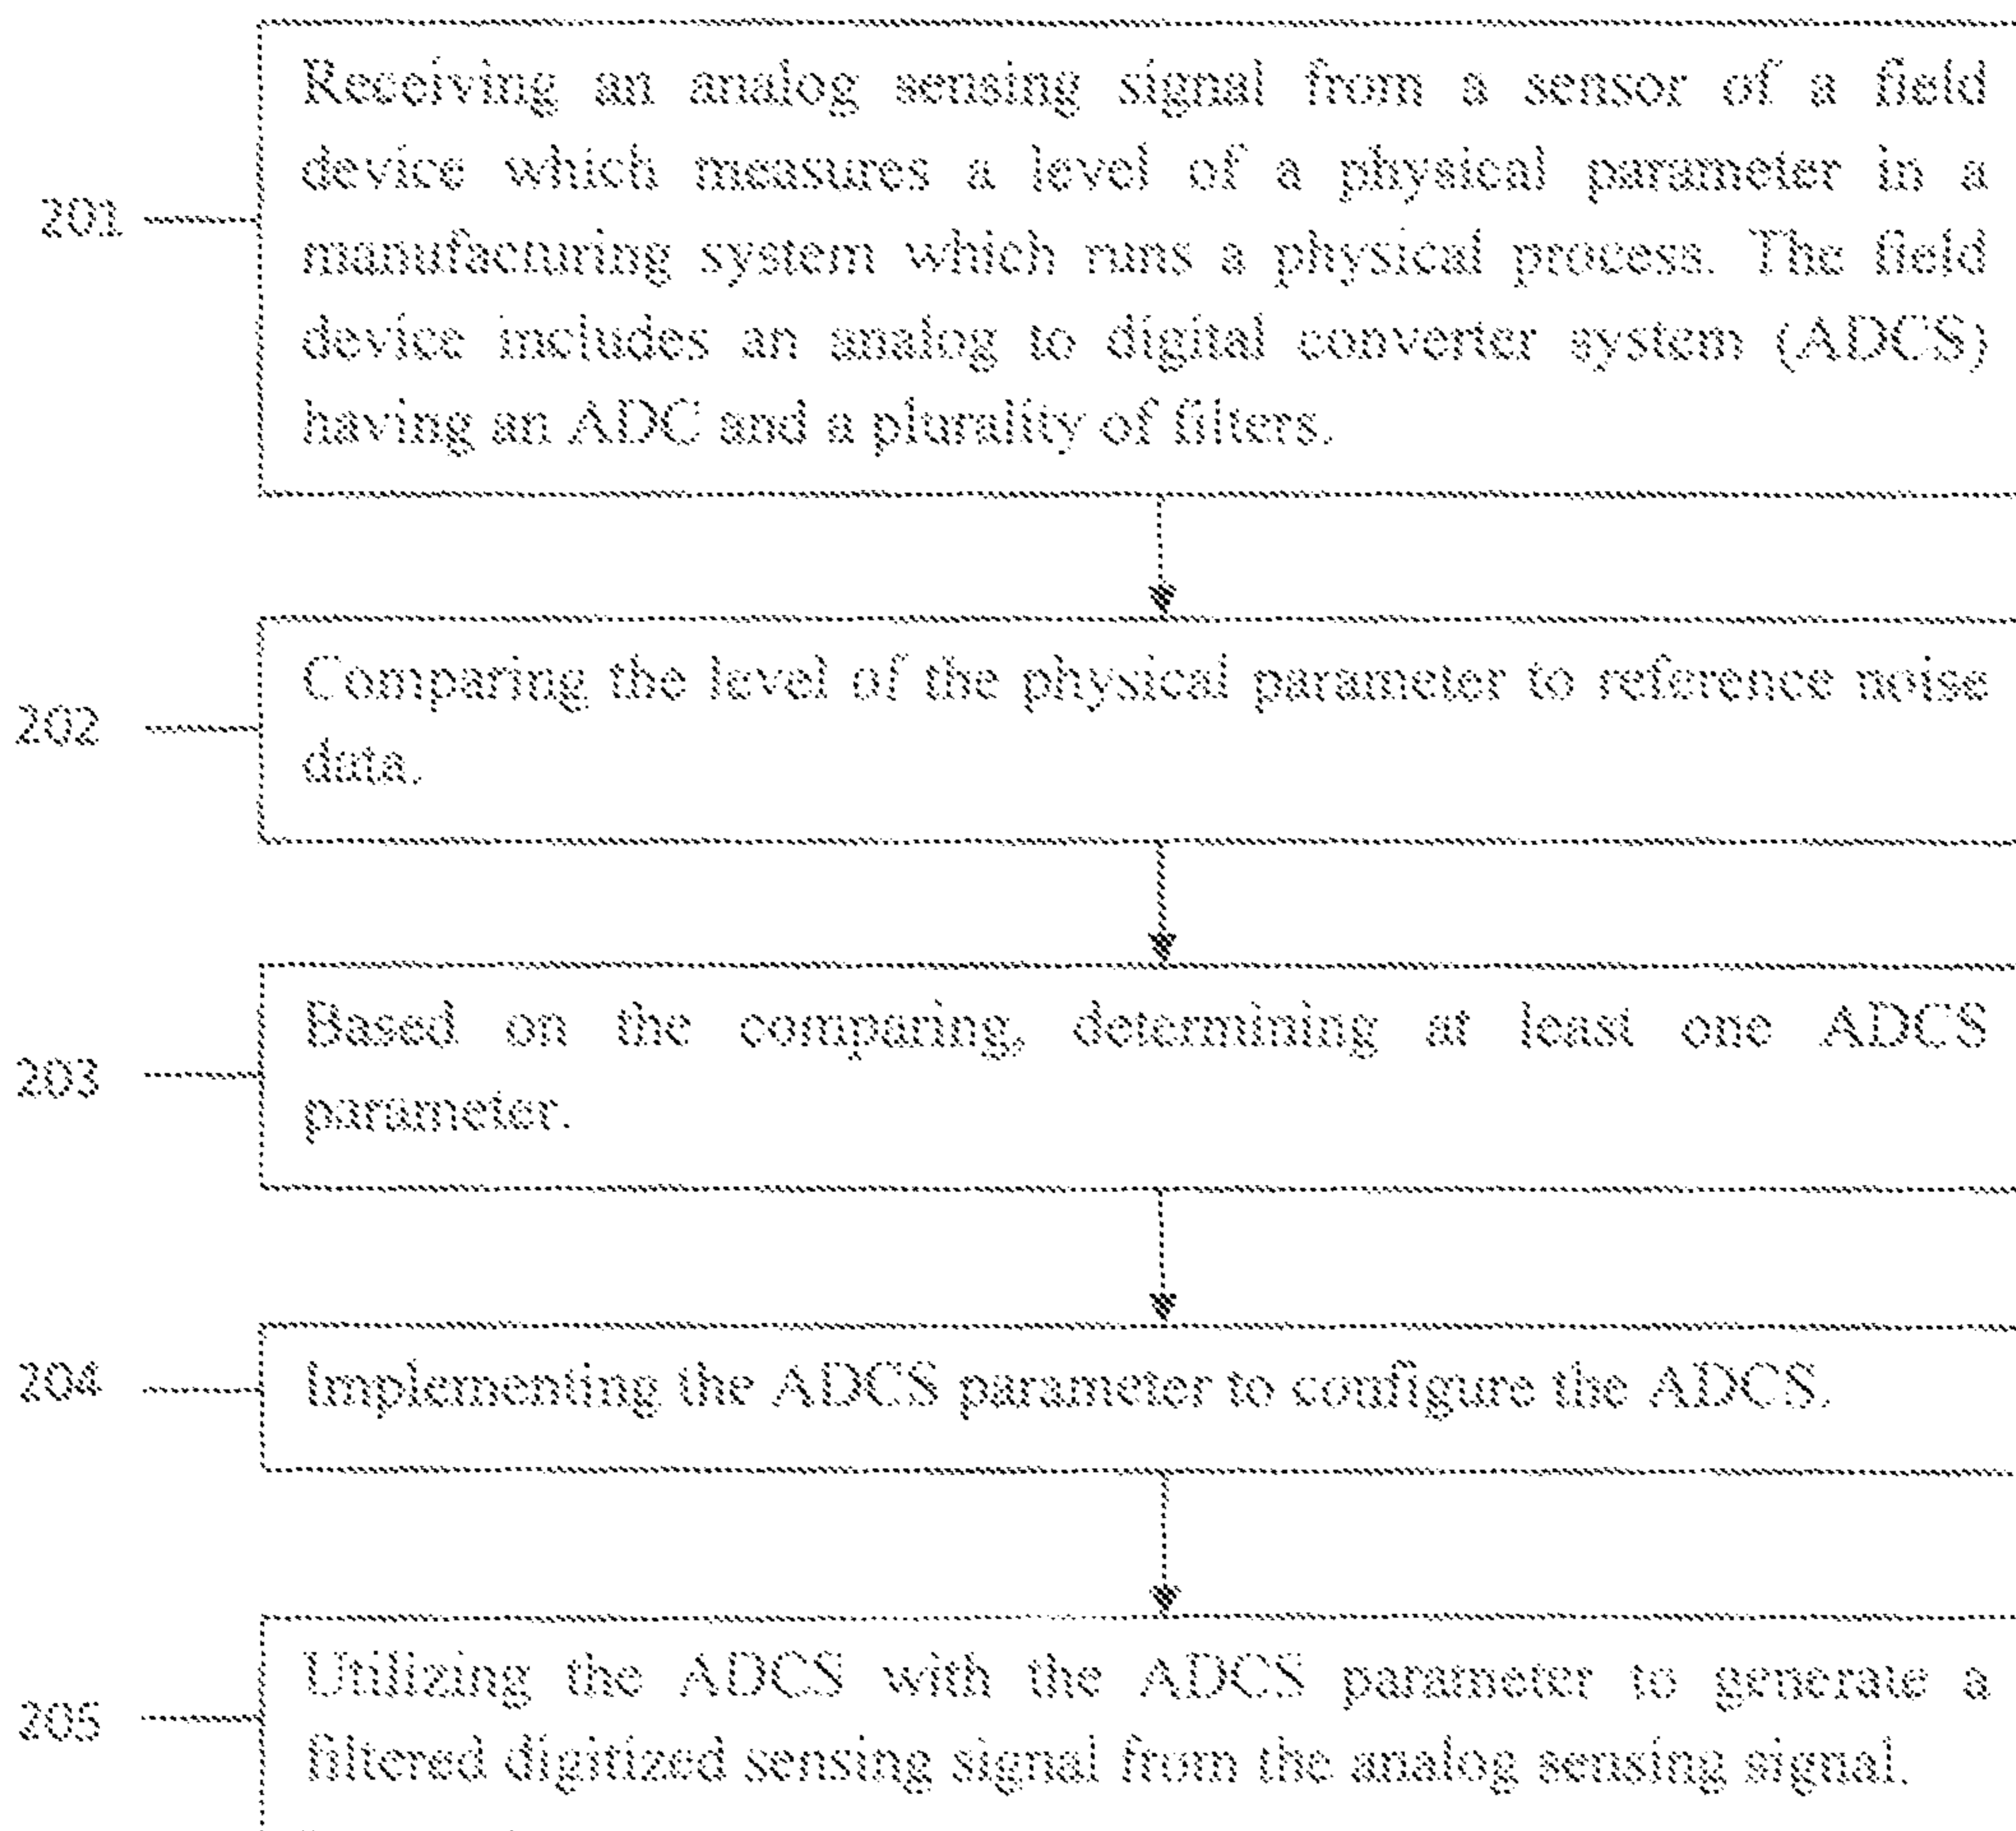 Receiving an analog sensing signal from a sensor of a field
device which measures a level of a physical parameter in a
201
manufacturing system which runs a physical process. The field
device includes an analog to digital converter system (ADCS)
having an ADC and a plurality of filters.
Comparing the level of the physical parameter to reference noise
202
data.
Based on the comparing, determining at least one ADCS
203
parameter.
204
Implementing the ADCS parameter to configure the ADCS.
Utilizing the ADCS with the ADCS parameter to generate a
205
filtered digitized sensing signal from the analog sensing signal.